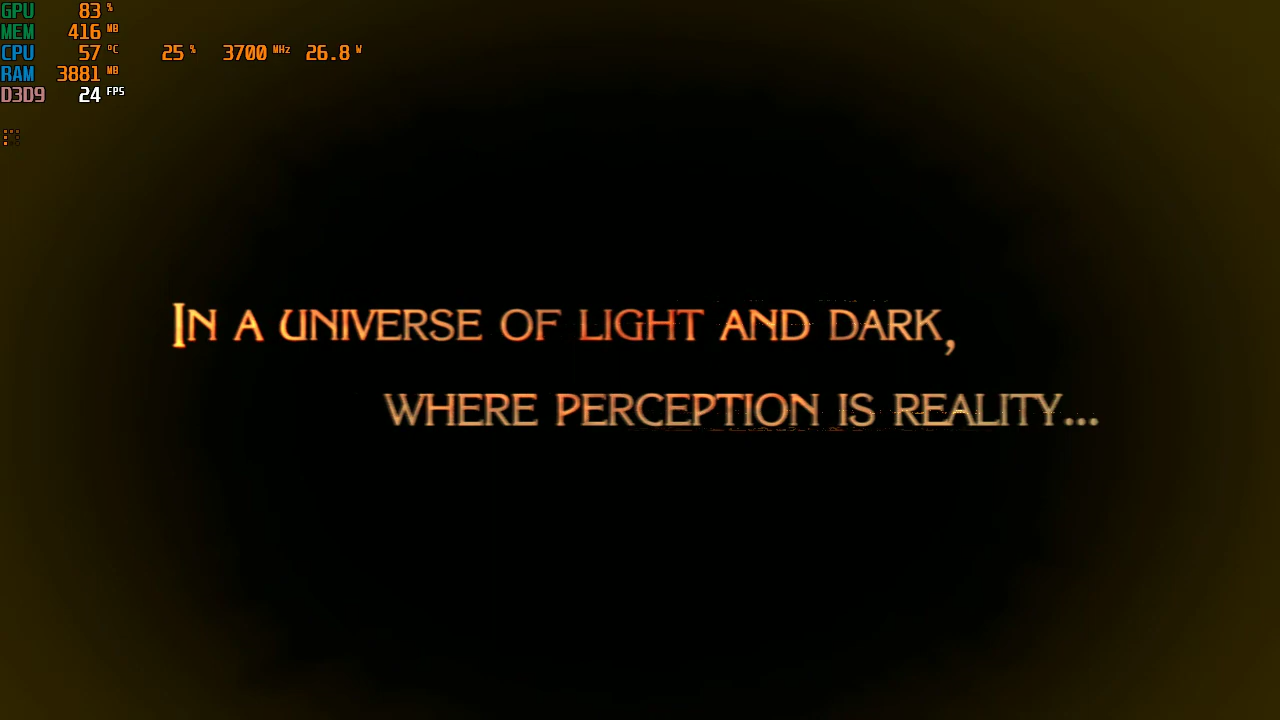 GPU 83 %
MEM 416 MB
CPU 57 °C 25 % 3700 MHz 26.8 W
RAM 3881 MB
D3D9 24 FPS
In a universe of light and dark,
where perception is reality...